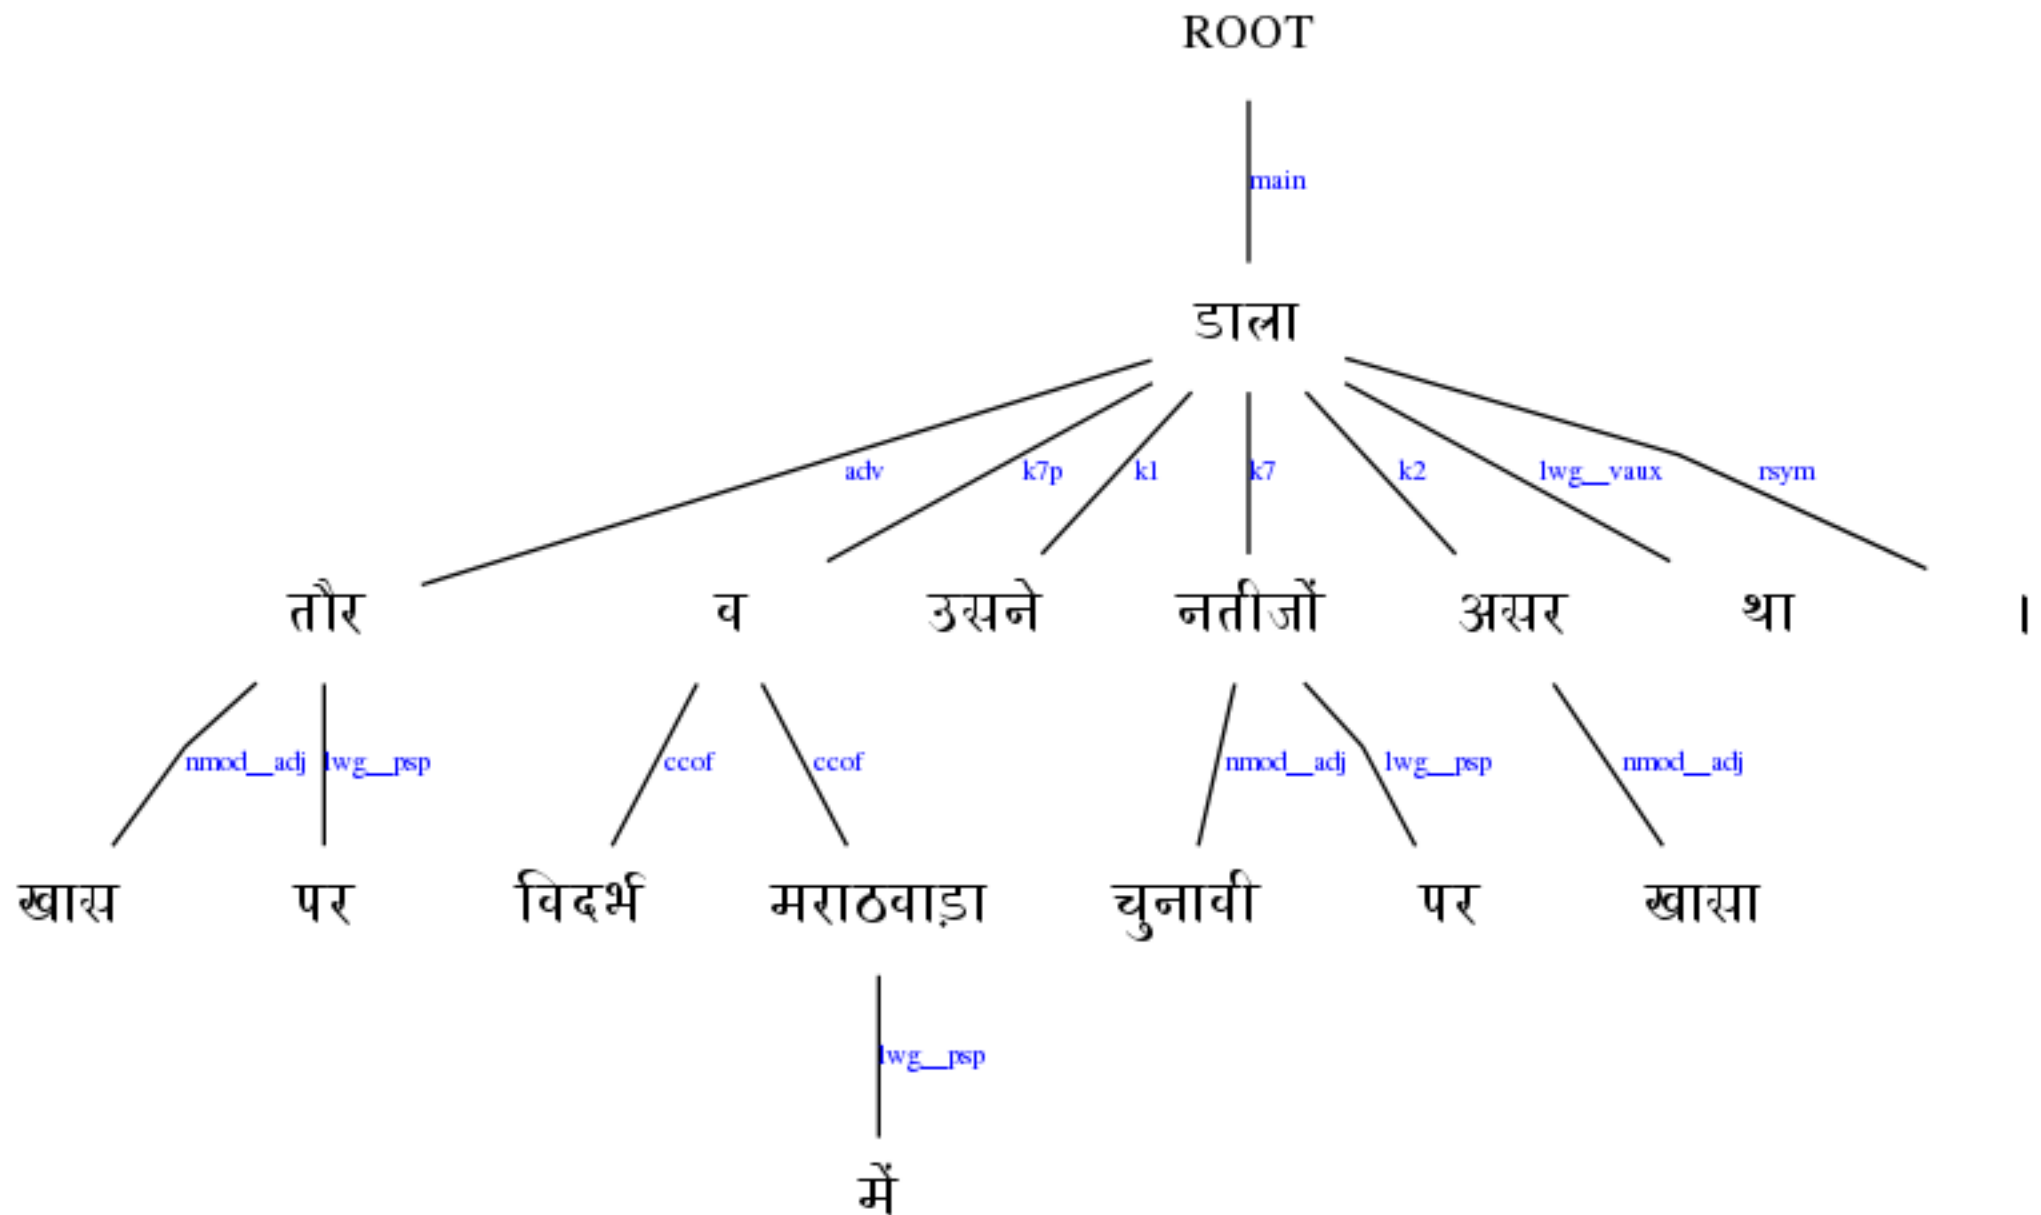 ROOT
main
डाला
adv k7p k1 k7 k2 lwg__vaux rsym
तौर व उसने नतीजों असर था ।
nmod__adj lwg__psp ccof ccof nmod__adj lwg__psp nmod__adj
खास पर विदर्भ मराठवाड़ा चुनावी पर खासा
lwg__psp
में